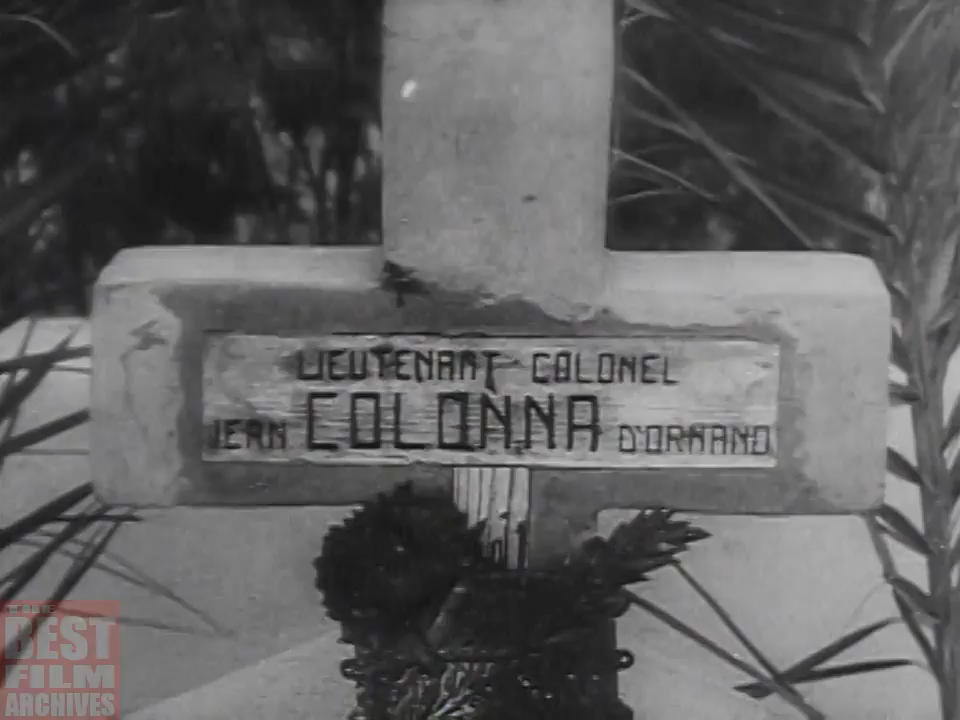 LIEUTENANT COLONEL
JEAN COLONNA D'ORNANO
BEST
FILM
ARCHIVES